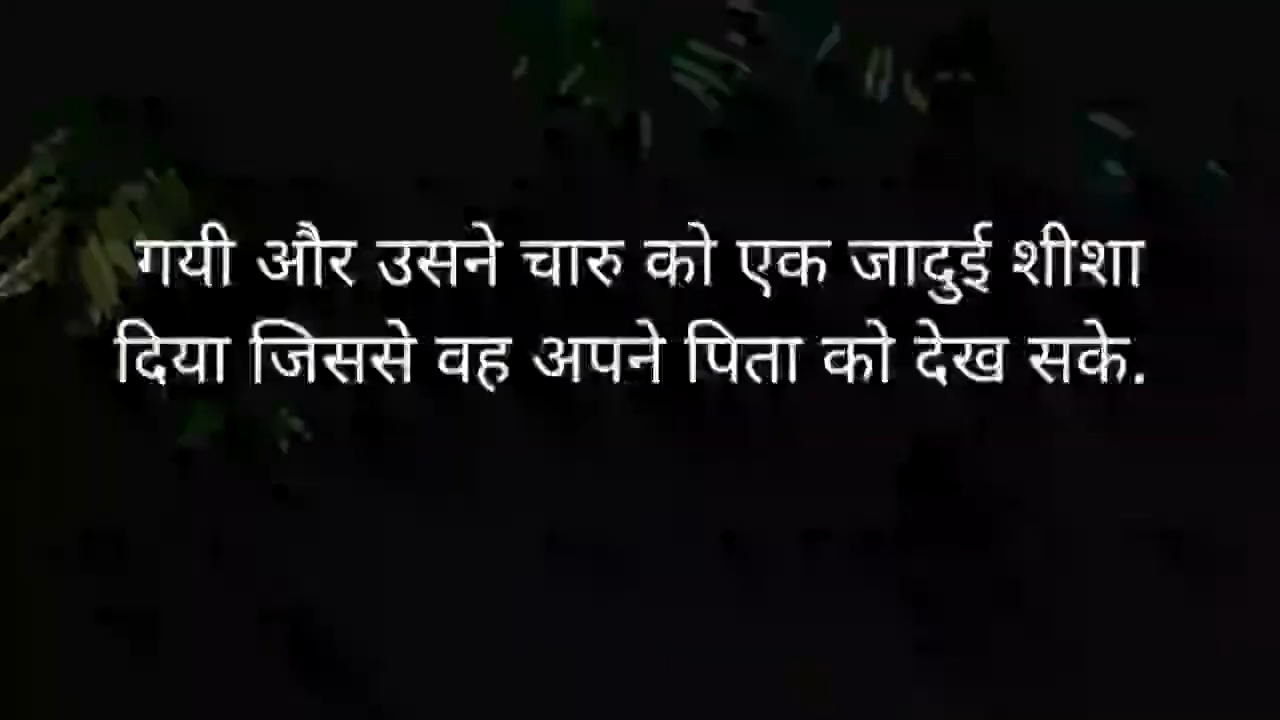 गयी और उसने चारु को एक जादुई शीशा
दिया जिससे वह अपने पिता को देख सके.